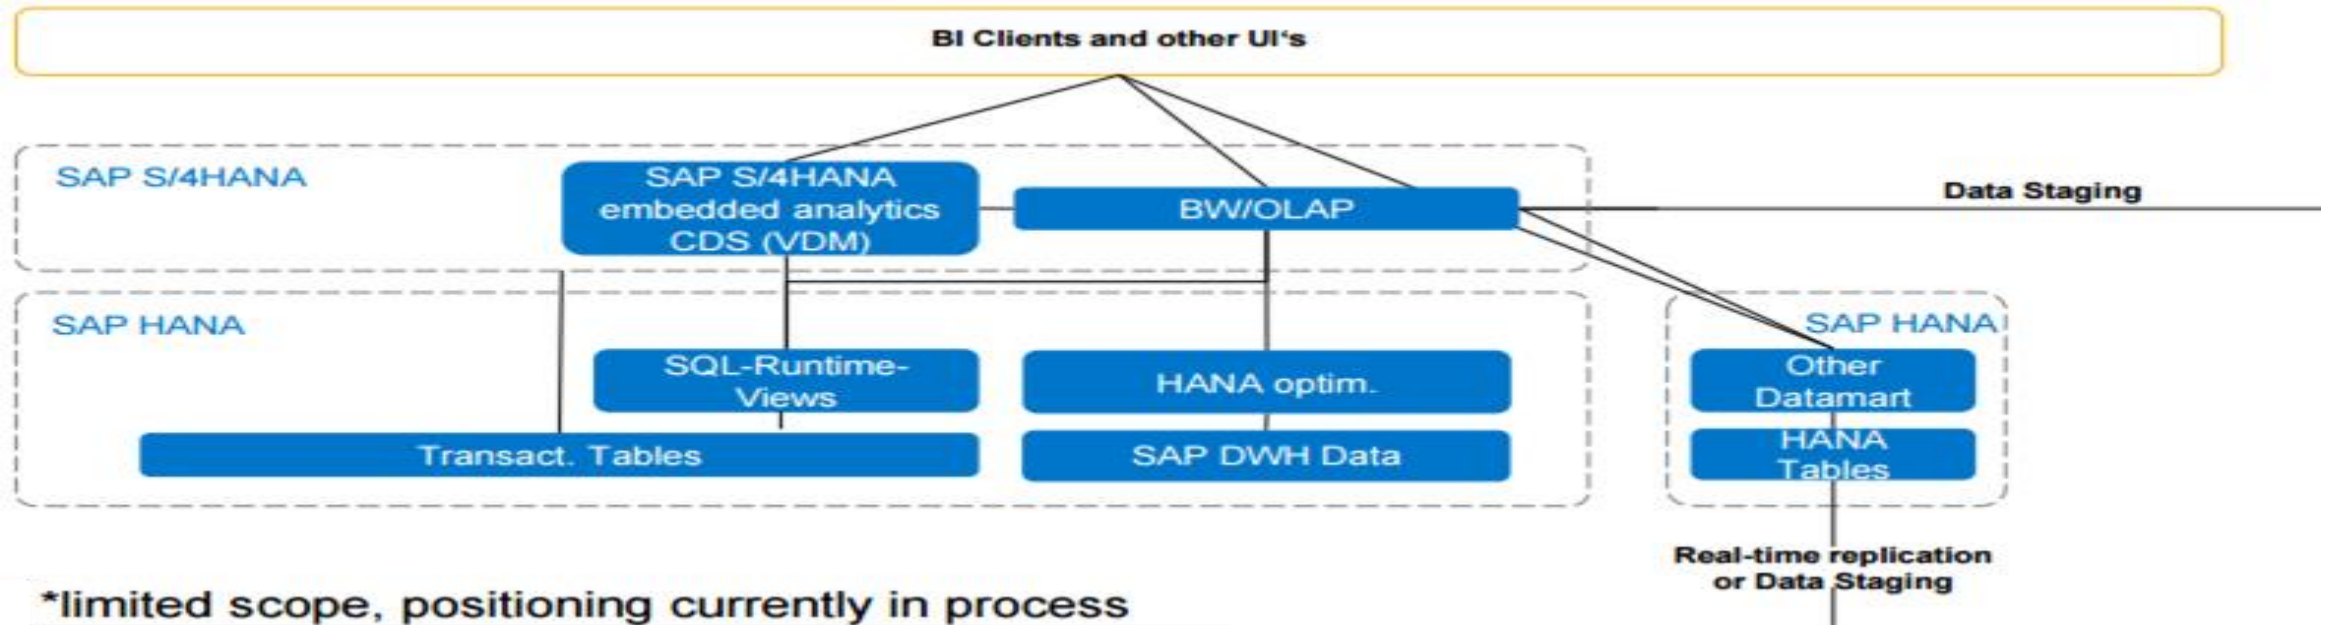 BI Clients and other UI‘s
SAP S/4HANA
SAP S/4HANA
embedded analytics
CDS (VDM)
BW/OLAP
Data Staging
SAP HANA
SQL-Runtime-
Views
HANA optim.
Transact. Tables
SAP DWH Data
SAP HANA
Other
Datamart
HANA
Tables
Real-time replication
or Data Staging
*limited scope, positioning currently in process